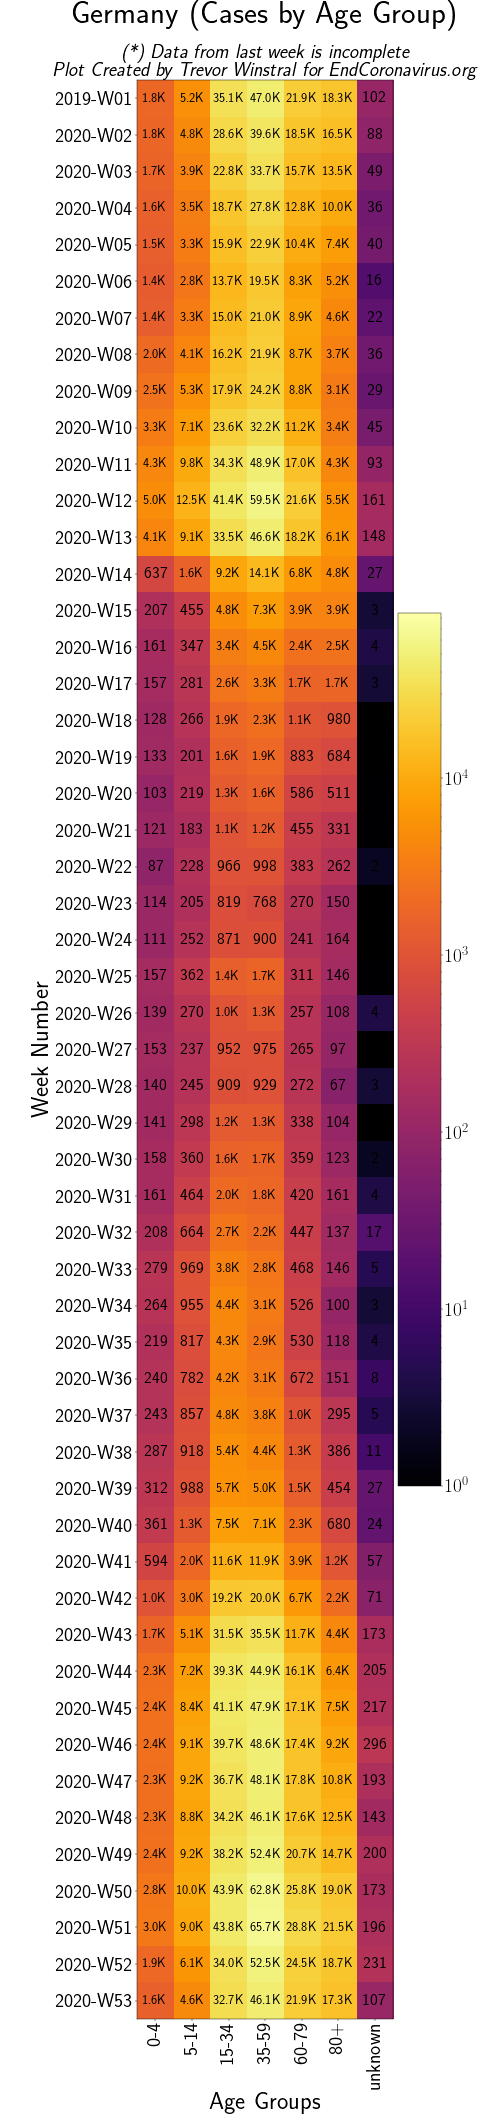 Germany (Cases by Age Group)
(*) Data from last week is incomplete
Plot Created by Trevor Winstral for EndCoronavirus.org
2019-W01 1.8K 5.2K 35.1K 47.0K 21.9K 18.3K 102
2020-W02 1.8K 4.8K 28.6K 39.6K 18.5K 16.5K 88
2020-W03 1.7K 3.9K 22.8K 33.7K 15.7K 13.5K 49
2020-W04 1.6K 3.5K 18.7K 27.8K 12.8K 10.0K 36
2020-W05 1.5K 3.3K 15.9K 22.9K 10.4K 7.4K 40
2020-W06 1.4K 2.8K 13.7K 19.5K 8.3K 5.2K 16
2020-W07 1.4K 3.3K 15.0K 21.0K 8.9K 4.6K 22
2020-W08 2.0K 4.1K 16.2K 21.9K 8.7K 3.7K 36
2020-W09 2.5K 5.3K 17.9K 24.2K 8.8K 3.1K 29
2020-W10 3.3K 7.1K 23.6K 32.2K 11.2K 3.4K 45
2020-W11 4.3K 9.8K 34.3K 48.9K 17.0K 4.3K 93
2020-W12 5.0K 12.5K 41.4K 59.5K 21.6K 5.5K 161
2020-W13 4.1K 9.1K 33.5K 46.6K 18.2K 6.1K 148
2020-W14 637 1.6K 9.2K 14.1K 6.8K 4.8K 27
2020-W15 207 455 4.8K 7.3K 3.9K 3.9K 3
2020-W16 161 347 3.4K 4.5K 2.4K 2.5K 4
2020-W17 157 281 2.6K 3.3K 1.7K 1.7K 3
2020-W18 128 266 1.9K 2.3K 1.1K 980
2020-W19 133 201 1.6K 1.9K 883 684
2020-W20 103 219 1.3K 1.6K 586 511
2020-W21 121 183 1.1K 1.2K 455 331
2020-W22 87 228 966 998 383 262 2
2020-W23 114 205 819 768 270 150
2020-W24 111 252 871 900 241 164
2020-W25 157 362 1.4K 1.7K 311 146
2020-W26 139 270 1.0K 1.3K 257 108 4
2020-W27 153 237 952 975 265 97
2020-W28 140 245 909 929 272 67 3
2020-W29 141 298 1.2K 1.3K 338 104
2020-W30 158 360 1.6K 1.7K 359 123 2
2020-W31 161 464 2.0K 1.8K 420 161 4
2020-W32 208 664 2.7K 2.2K 447 137 17
2020-W33 279 969 3.8K 2.8K 468 146 5
2020-W34 264 955 4.4K 3.1K 526 100 3
2020-W35 219 817 4.3K 2.9K 530 118 4
2020-W36 240 782 4.2K 3.1K 672 151 8
2020-W37 243 857 4.8K 3.8K 1.0K 295 5
2020-W38 287 918 5.4K 4.4K 1.3K 386 11
2020-W39 312 988 5.7K 5.0K 1.5K 454 27
2020-W40 361 1.3K 7.5K 7.1K 2.3K 680 24
2020-W41 594 2.0K 11.6K 11.9K 3.9K 1.2K 57
2020-W42 1.0K 3.0K 19.2K 20.0K 6.7K 2.2K 71
2020-W43 1.7K 5.1K 31.5K 35.5K 11.7K 4.4K 173
2020-W44 2.3K 7.2K 39.3K 44.9K 16.1K 6.4K 205
2020-W45 2.4K 8.4K 41.1K 47.9K 17.1K 7.5K 217
2020-W46 2.4K 9.1K 39.7K 48.6K 17.4K 9.2K 296
2020-W47 2.3K 9.2K 36.7K 48.1K 17.8K 10.8K 193
2020-W48 2.3K 8.8K 34.2K 46.1K 17.6K 12.5K 143
2020-W49 2.4K 9.2K 38.2K 52.4K 20.7K 14.7K 200
2020-W50 2.8K 10.0K 43.9K 62.8K 25.8K 19.0K 173
2020-W51 3.0K 9.0K 43.8K 65.7K 28.8K 21.5K 196
2020-W52 1.9K 6.1K 34.0K 52.5K 24.5K 18.7K 231
2020-W53 1.6K 4.6K 32.7K 46.1K 21.9K 17.3K 107
0-4 5-14 15-34 35-59 60-79 80+ unknown
Age Groups
Week Number
10⁴
10³
10²
10¹
10⁰